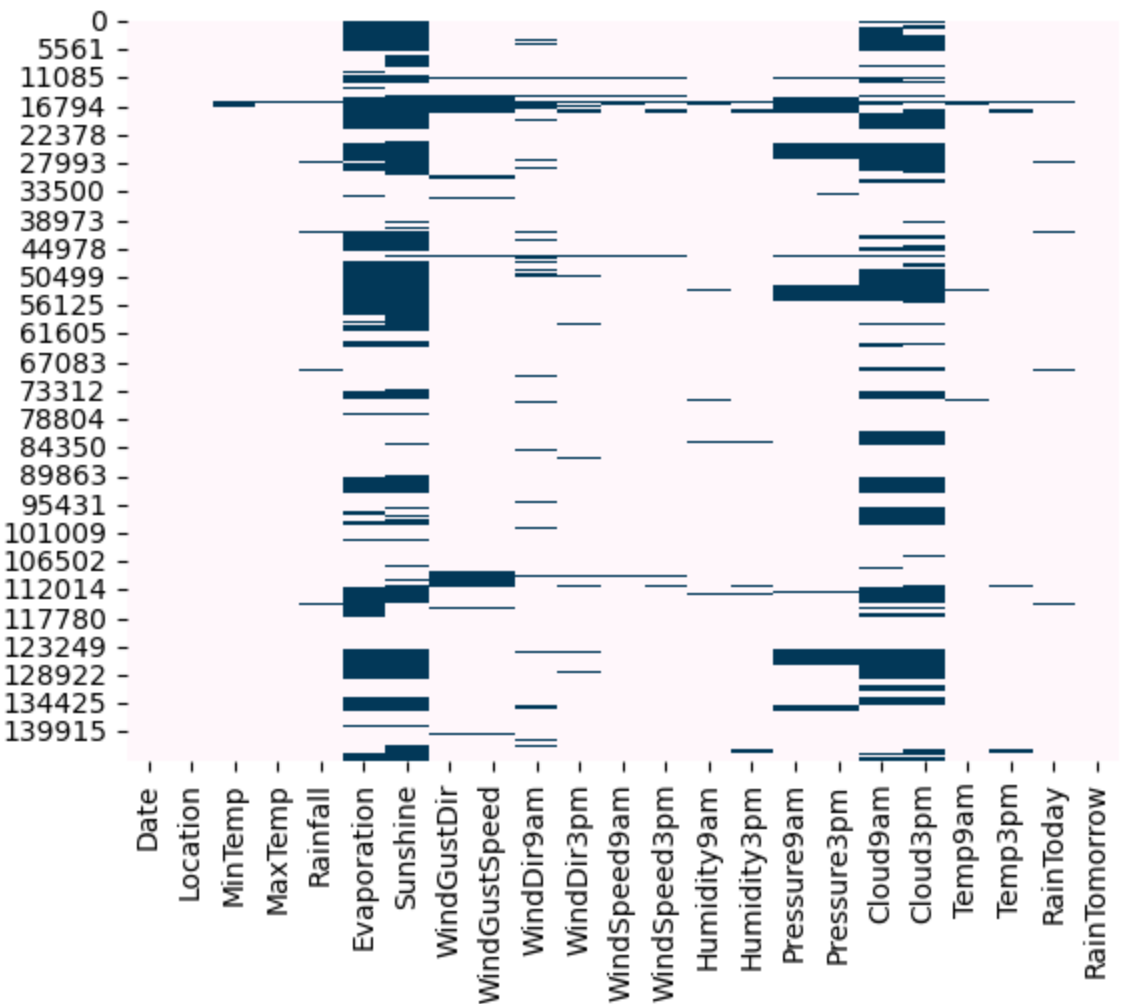 0
5561
11085
16794
22378
27993
33500
38973
44978
50499
56125
61605
67083
73312
78804
84350
89863
95431
101009
106502
112014
117780
123249
128922
134425
139915
Date
Location
MinTemp
MaxTemp
Rainfall
Evaporation
Sunshine
WindGustDir
WindGustSpeed
WindDir9am
WindDir3pm
WindSpeed9am
WindSpeed3pm
Humidity9am
Humidity3pm
Pressure9am
Pressure3pm
Cloud9am
Cloud3pm
Temp9am
Temp3pm
RainToday
RainTomorrow